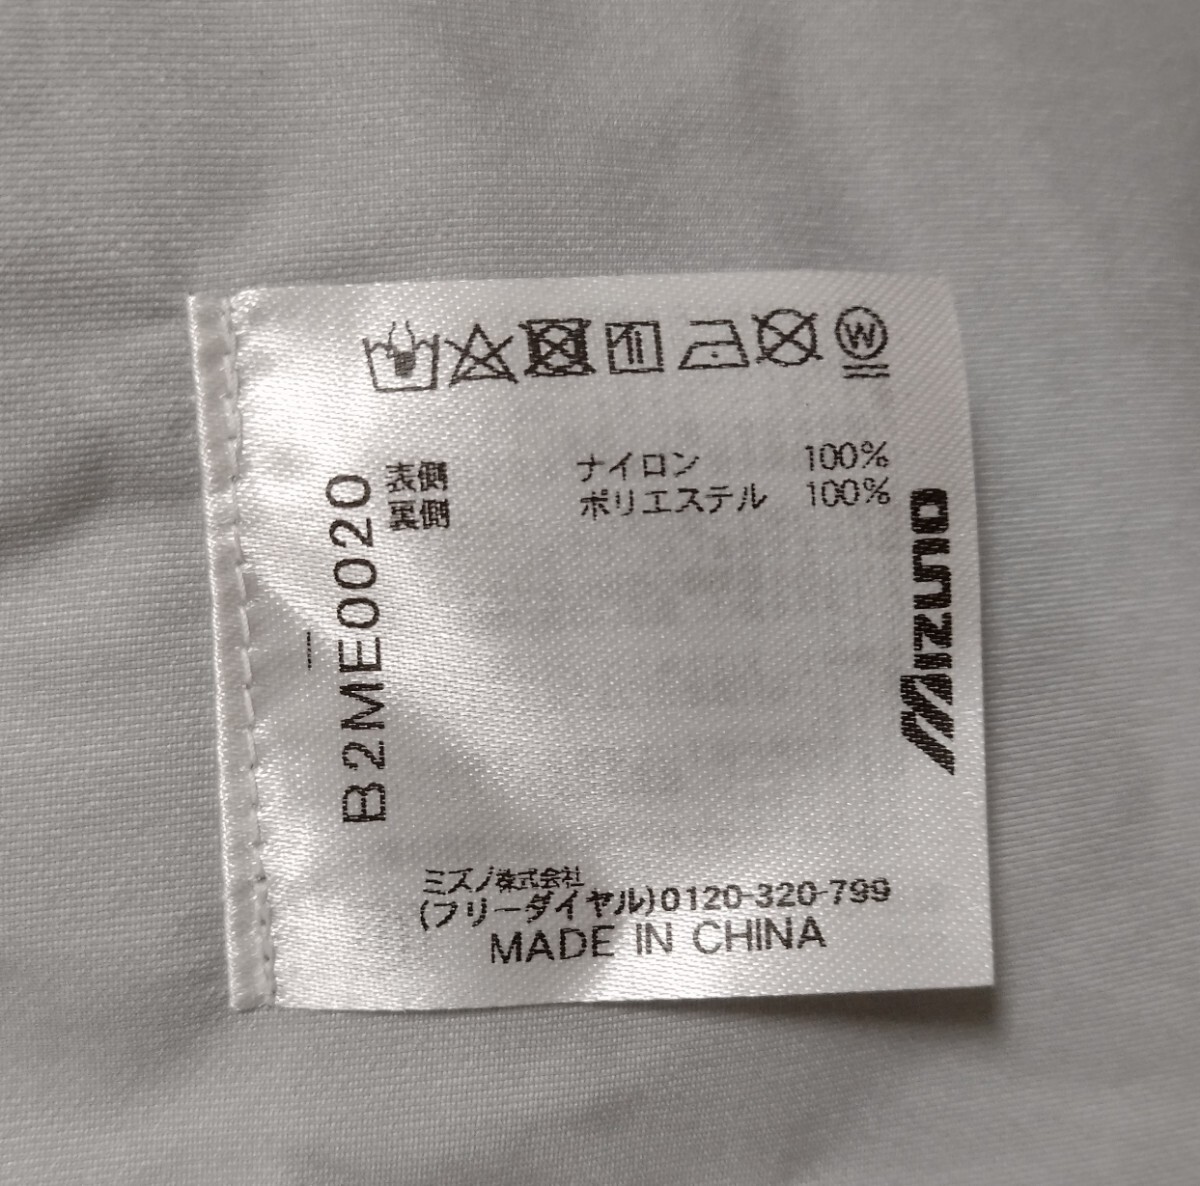 W
表側 ナイロン 100%
裏側 ポリエステル 100%
B2ME0020
MIZUNO
ミズノ株式会社
(フリーダイヤル)0120-320-799
MADE IN CHINA